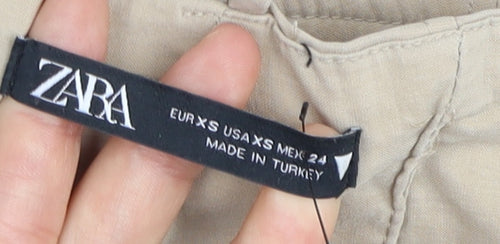 ZARA
EUR XS USA XS MEX 24
MADE IN TURKEY